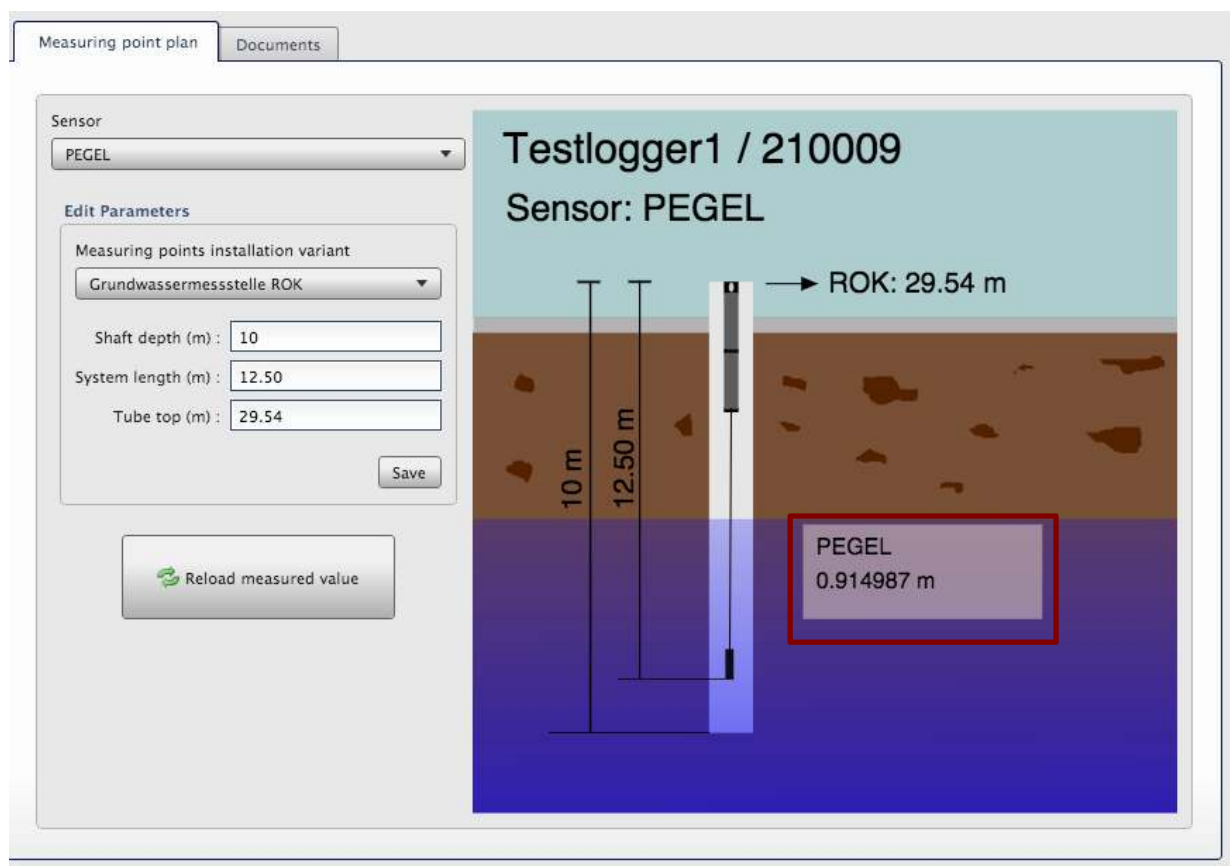 Measuring point plan
Documents
Sensor
PEGEL
Edit Parameters
Measuring points installation variant
Grundwassermessstelle ROK
Shaft depth (m) : 10
System length (m) : 12.50
Tube top (m) : 29.54
Save
Reload measured value
Testlogger1 / 210009
Sensor: PEGEL
ROK: 29.54 m
10 m
12.50 m
PEGEL
0.914987 m